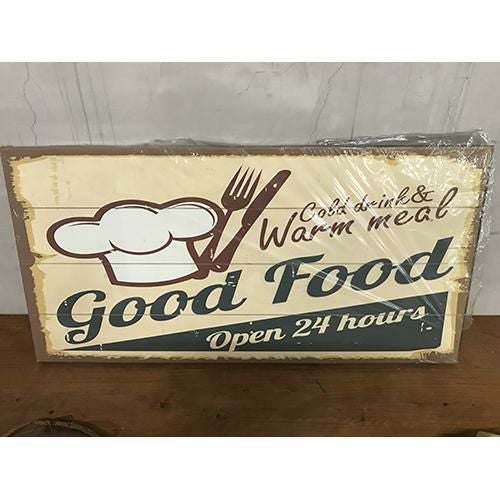 Cold drink &
Warm meal
Good Food
Open 24 hours